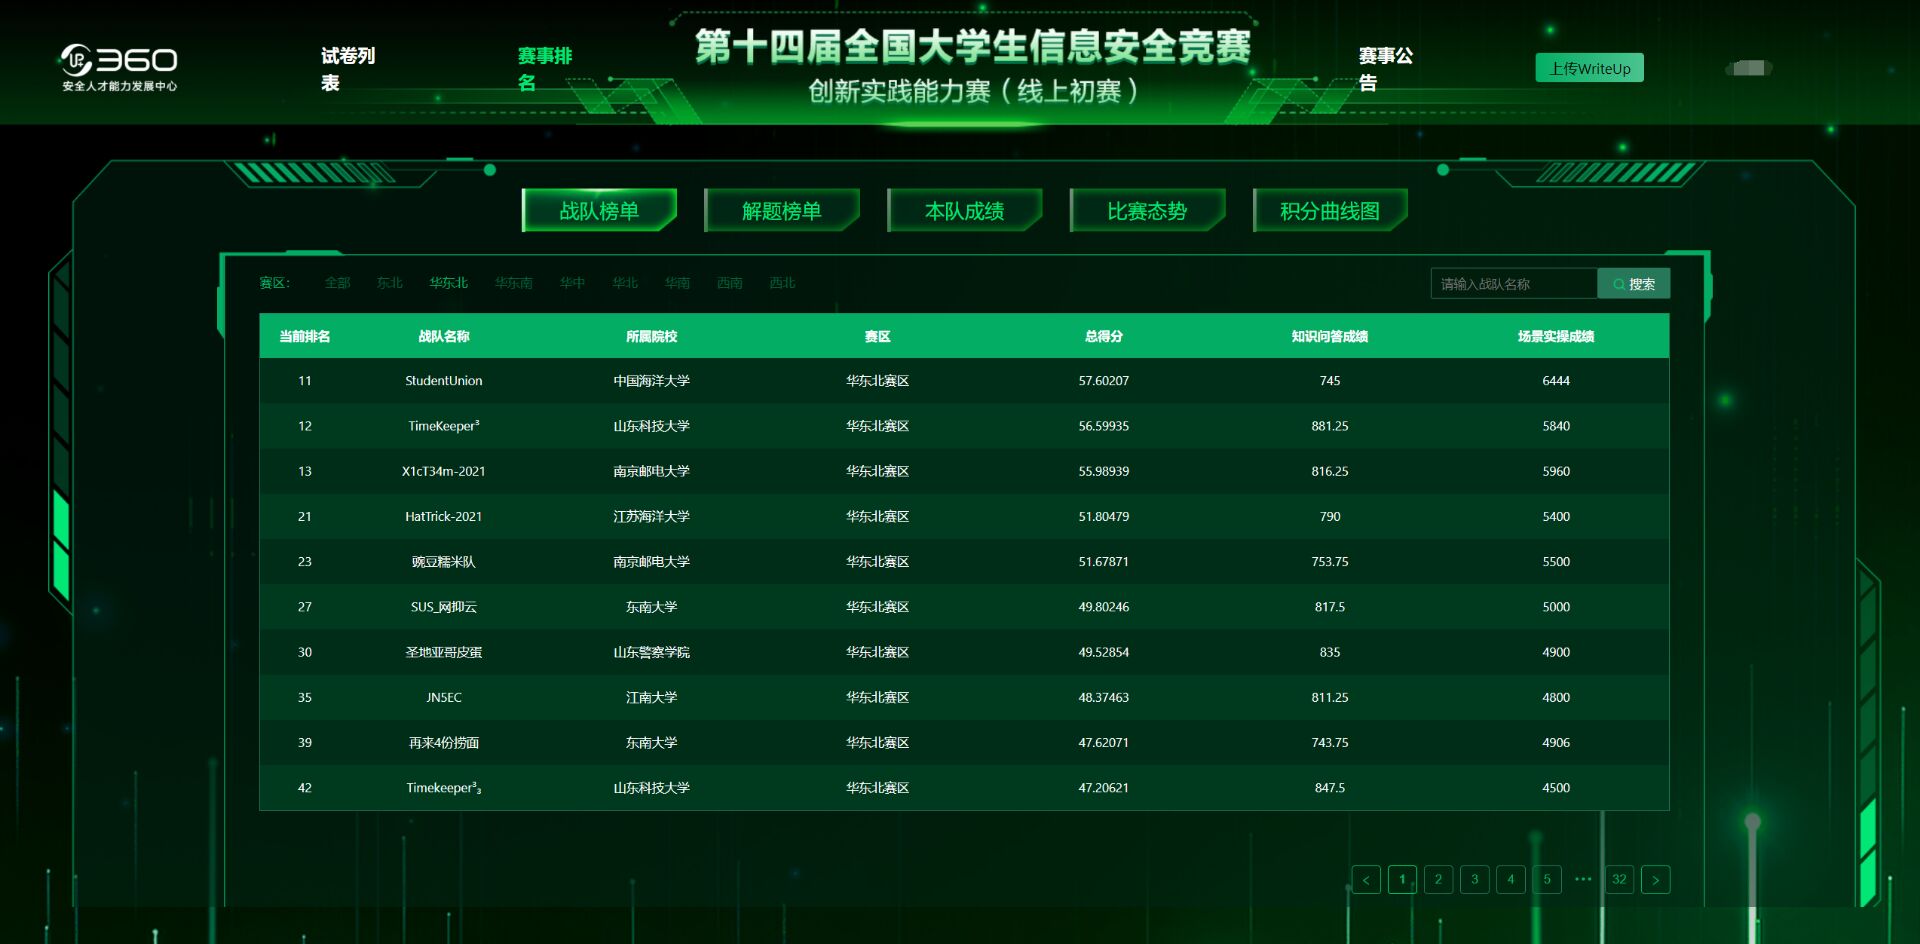 360
安全人才能力发展中心
试卷列
表
赛事排
名
第十四届全国大学生信息安全竞赛
创新实践能力赛（线上初赛）
赛事公
告
上传WriteUp
战队榜单 解题榜单 本队成绩 比赛态势 积分曲线图
赛区： 全部 东北 华东北 华东南 华中 华北 华南 西南 西北 请输入战队名称 搜索
当前排名 战队名称 所属院校 赛区 总得分 知识问答成绩 场景实操成绩
11 StudentUnion 中国海洋大学 华东北赛区 57.60207 745 6444
12 TimeKeeper³ 山东科技大学 华东北赛区 56.59935 881.25 5840
13 X1cT34m-2021 南京邮电大学 华东北赛区 55.98939 816.25 5960
21 HatTrick-2021 江苏海洋大学 华东北赛区 51.80479 790 5400
23 豌豆糯米队 南京邮电大学 华东北赛区 51.67871 753.75 5500
27 SUS_网抑云 东南大学 华东北赛区 49.80246 817.5 5000
30 圣地亚哥皮蛋 山东警察学院 华东北赛区 49.52854 835 4900
35 JN5EC 江南大学 华东北赛区 48.37463 811.25 4800
39 再来4份捞面 东南大学 华东北赛区 47.62071 743.75 4906
42 Timekeeper³₃ 山东科技大学 华东北赛区 47.20621 847.5 4500
< 1 2 3 4 5 ••• 32 >